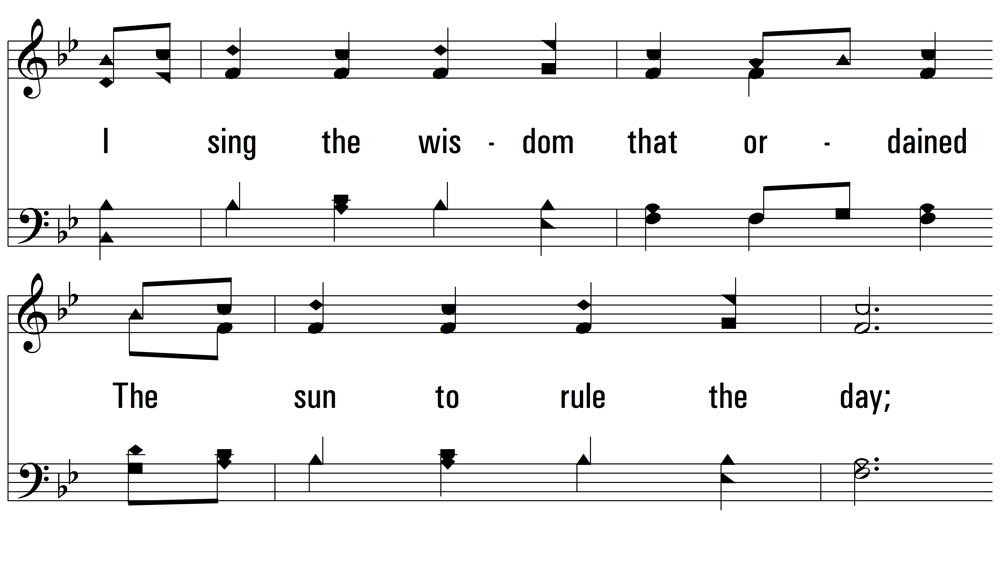 I sing the wis - dom that or - dained
The sun to rule the day;